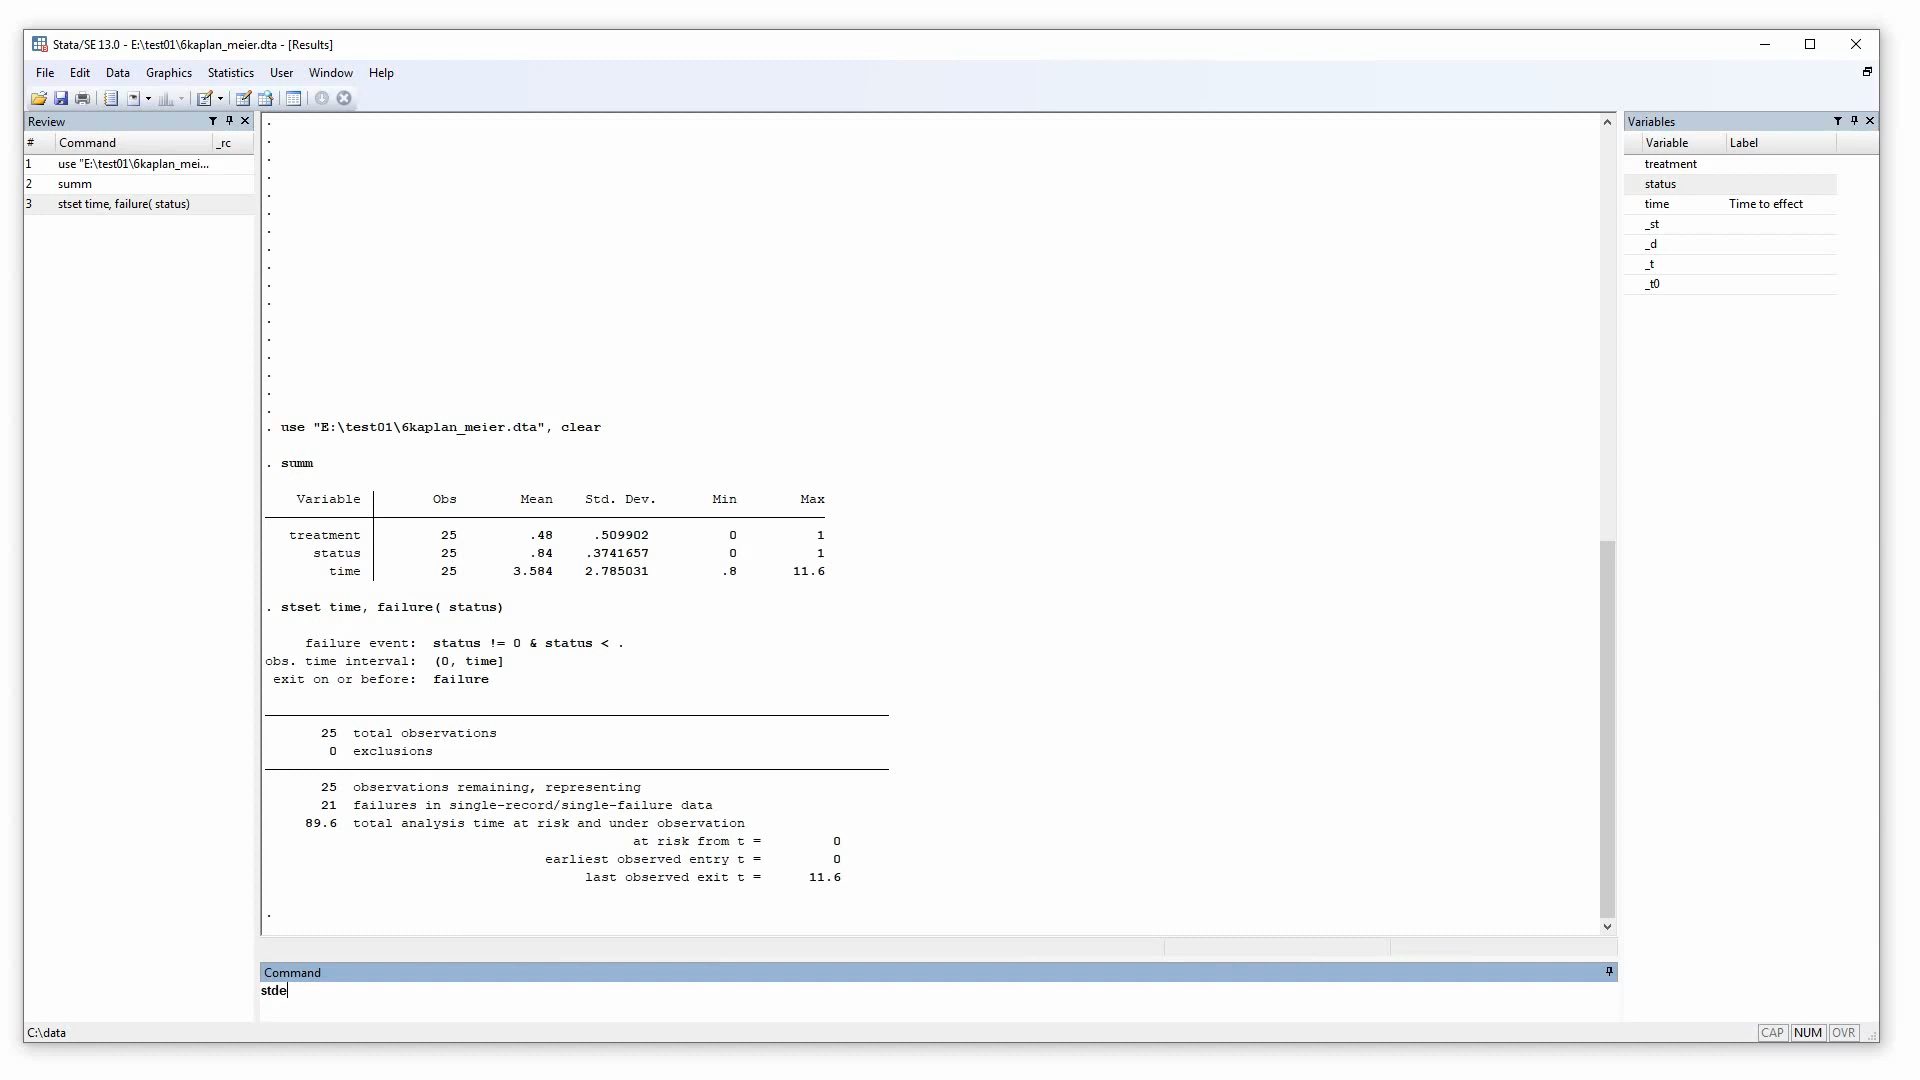 Stata/SE 13.0 - E:\test01\6kaplan_meier.dta - [Results]
File Edit Data Graphics Statistics User Window Help
Review
# Command _rc
1 use "E:\test01\6kaplan_mei...
2 summ
3 stset time, failure( status)
. use "E:\test01\6kaplan_meier.dta", clear
. summ
Variable Obs Mean Std. Dev. Min Max
treatment 25 .48 .509902 0 1
status 25 .84 .3741657 0 1
time 25 3.584 2.785031 .8 11.6
. stset time, failure( status)
failure event: status != 0 & status < .
obs. time interval: (0, time]
exit on or before: failure
25 total observations
0 exclusions
25 observations remaining, representing
21 failures in single-record/single-failure data
89.6 total analysis time at risk and under observation
at risk from t = 0
earliest observed entry t = 0
last observed exit t = 11.6
.
Command
stde
Variables
Variable Label
treatment
status
time Time to effect
_st
_d
_t
_t0
C:\data
CAP NUM OVR